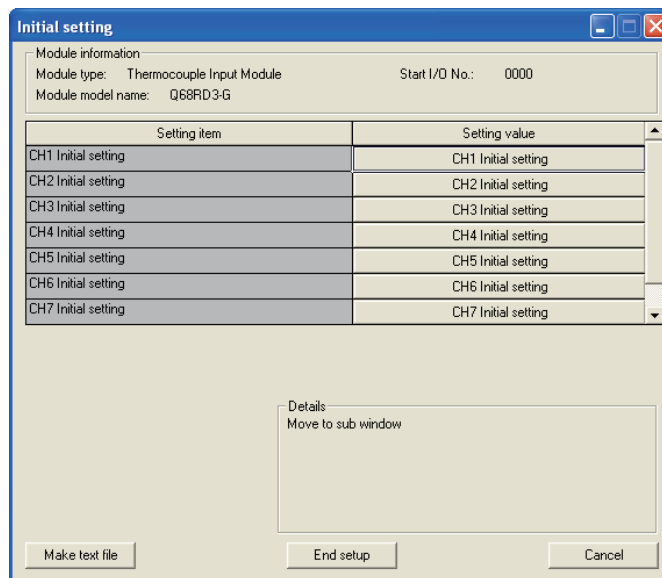 Initial setting
Module information
Module type: Thermocouple Input Module Start I/O No.: 0000
Module model name: Q68RD3-G
Setting item Setting value
CH1 Initial setting CH1 Initial setting
CH2 Initial setting CH2 Initial setting
CH3 Initial setting CH3 Initial setting
CH4 Initial setting CH4 Initial setting
CH5 Initial setting CH5 Initial setting
CH6 Initial setting CH6 Initial setting
CH7 Initial setting CH7 Initial setting
Details
Move to sub window
Make text file End setup Cancel